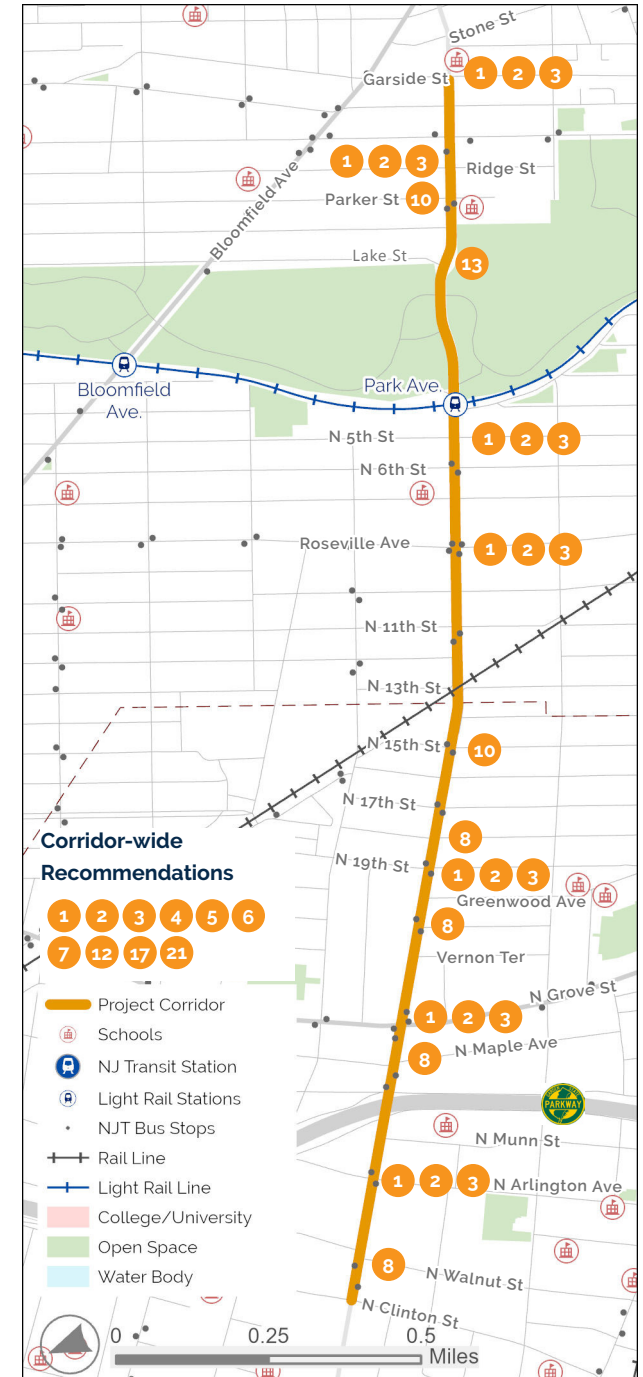 Stone St
Garside St
1 2 3
Bloomfield Ave
1 2 3
Ridge St
Parker St
10
Lake St
13
Bloomfield
Ave.
Park Ave.
N 5th St
1 2 3
N 6th St
Roseville Ave
1 2 3
N 11th St
N 13th St
N 15th St
10
N 17th St
8
N 19th St
1 2 3
Greenwood Ave
8
Vernon Ter
N Grove St
1 2 3
N Maple Ave
8
PARKWAY
N Munn St
1 2 3
N Arlington Ave
8
N Walnut St
N Clinton St
Corridor-wide
Recommendations
1 2 3 4 5 6
7 12 17 21
Project Corridor
Schools
NJ Transit Station
Light Rail Stations
NJT Bus Stops
Rail Line
Light Rail Line
College/University
Open Space
Water Body
0 0.25 0.5
Miles